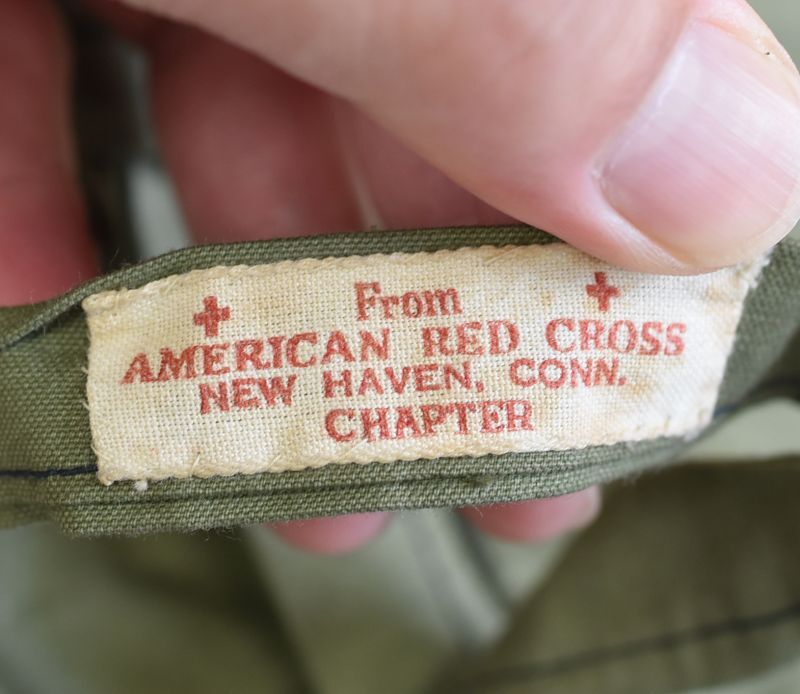 From
AMERICAN RED CROSS
NEW HAVEN, CONN.
CHAPTER